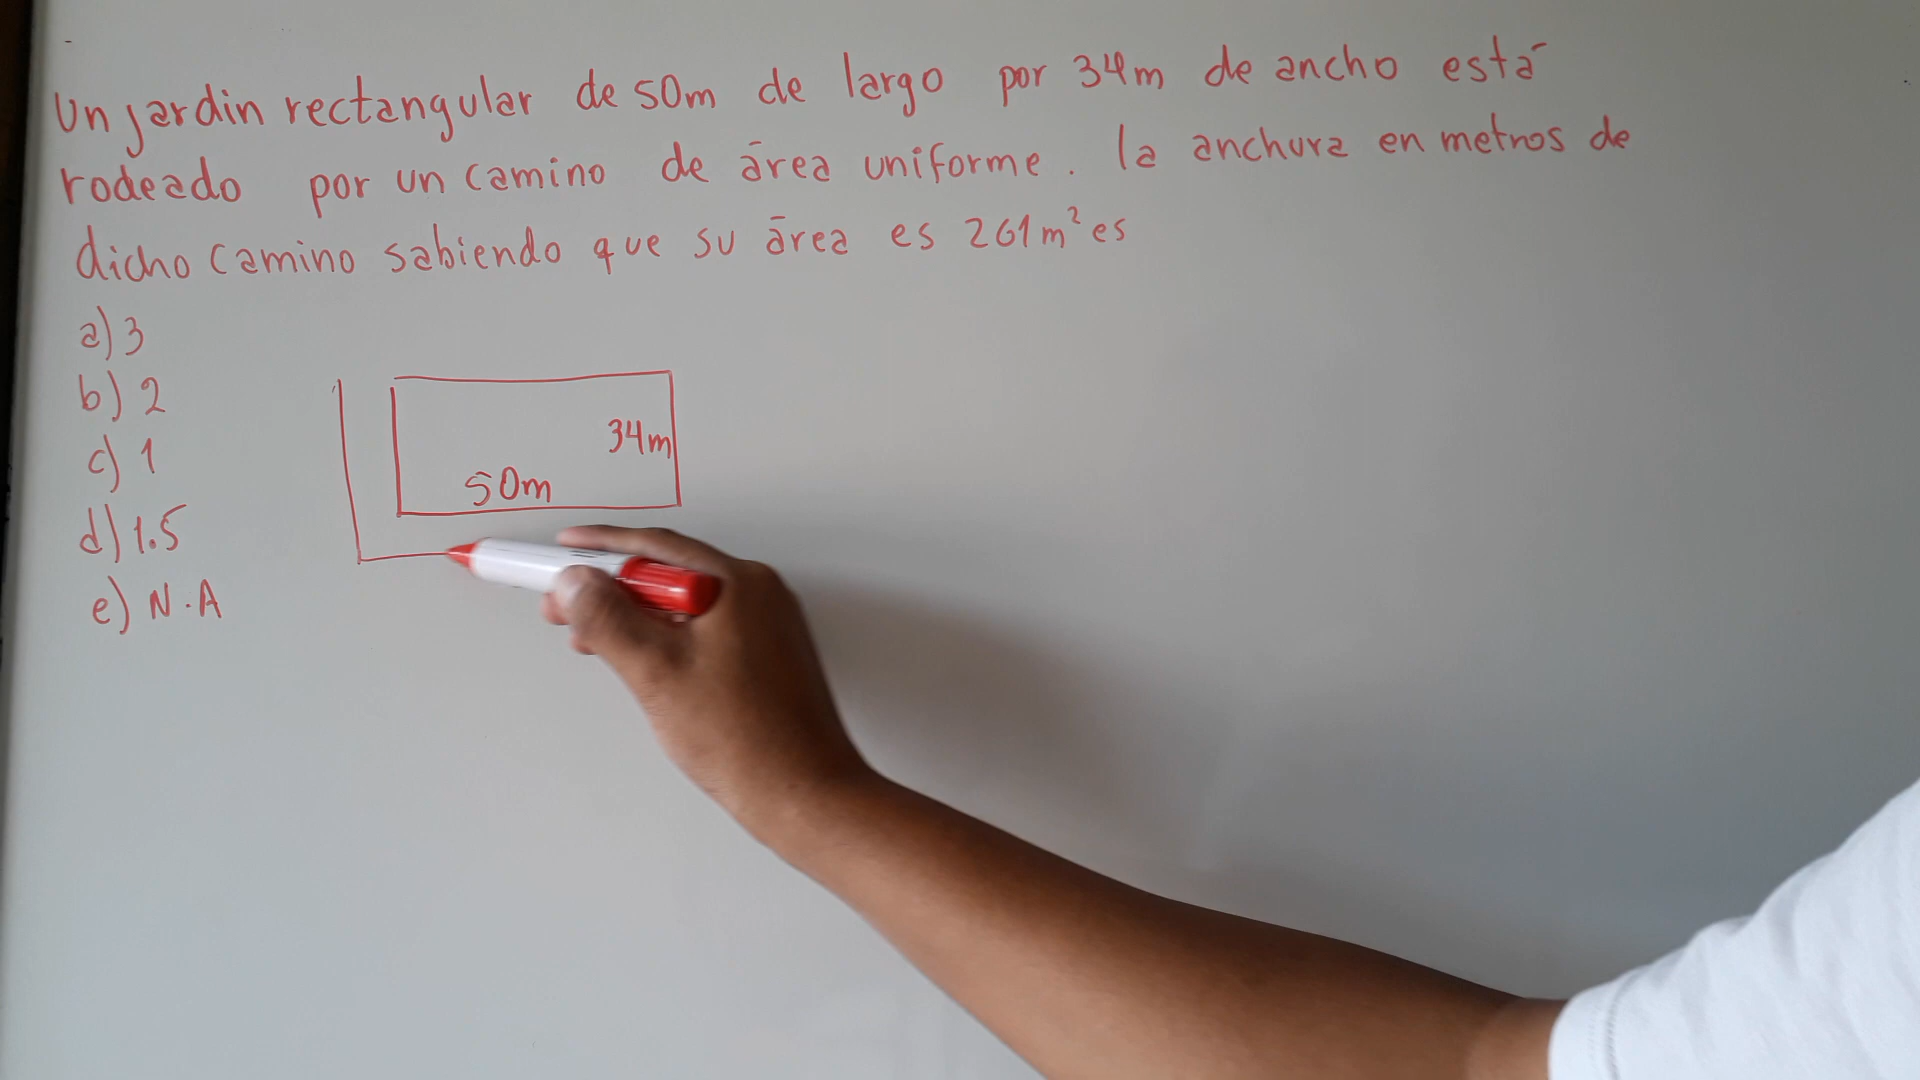 Un jardin rectangular de 50m de largo por 34m de ancho está
rodeado por un camino de área uniforme. la anchura en metros de
dicho camino sabiendo que su área es 261m² es
a) 3
b) 2
c) 1
d) 1.5
e) N.A
34m
50m